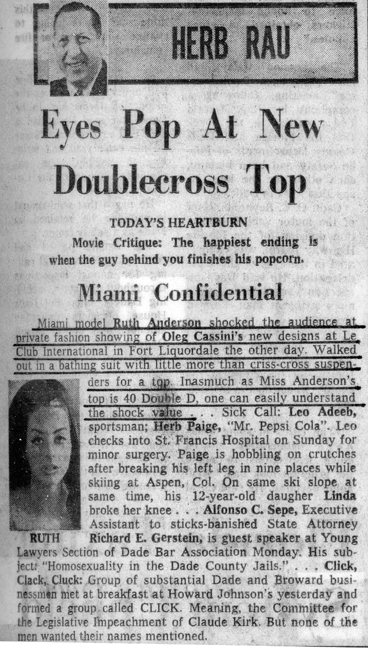 HERB RAU
Eyes Pop At New
Doublecross Top
TODAY'S HEARTBURN
Movie Critique: The happiest ending is
when the guy behind you finishes his popcorn.
Miami Confidential
Miami model Ruth Anderson shocked the audience at
private fashion showing of Oleg Cassini's new designs at Le
Club International in Fort Liquordale the other day. Walked
out in a bathing suit with little more than criss-cross suspen-
ders for a top. Inasmuch as Miss Anderson's
top is 40 Double D, one can easily understand
the shock value . . . Sick Call: Leo Adeeb,
sportsman; Herb Paige, "Mr. Pepsi Cola". Leo
checks into St. Francis Hospital on Sunday for
minor surgery. Paige is hobbling on crutches
after breaking his left leg in nine places while
skiing at Aspen, Col. On same ski slope at
same time, his 12-year-old daugher Linda
broke her knee . . . Alfonso C. Sepe, Executive
Assistant to sticks-banished State Attorney
RUTH Richard E. Gerstein, is guest speaker at Young
Lawyers Section of Dade Bar Association Monday. His sub-
ject: "Homosexuality in the Dade County Jails." . . . Click,
Clack, Cluck: Group of substantial Dade and Broward busi-
nessmen met at breakfast at Howard Johnson's yesterday and
formed a group called CLICK. Meaning, the Committee for
the Legislative Impeachment of Claude Kirk. But none of the
men wanted their names mentioned.